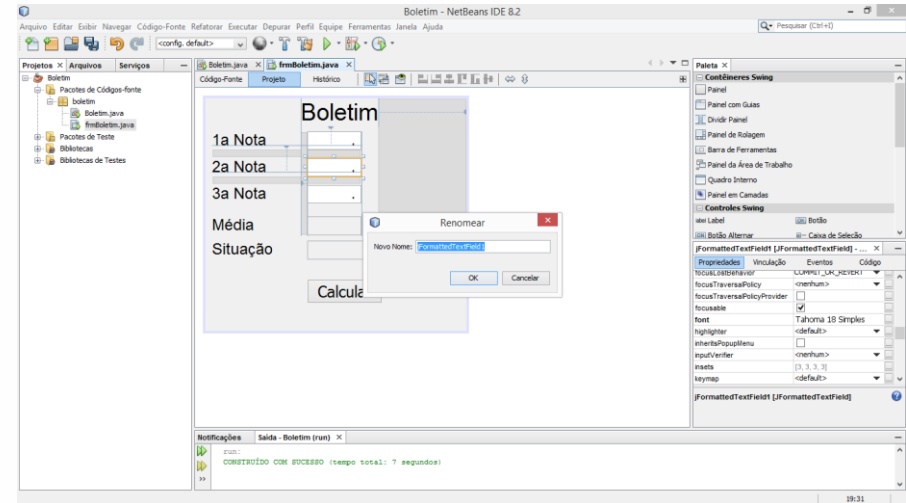 Boletim - NetBeans IDE 8.2
Arquivo Editar Exibir Navegar Código-Fonte Refatorar Executar Depurar Perfil Equipe Ferramentas Janela Ajuda
Pesquisar (Ctrl+I)
<config. default>
Projetos Arquivos Serviços
Boletim
Pacotes de Códigos-fonte
boletim
Boletim.java
frmBoletim.java
Pacotes de Teste
Bibliotecas
Bibliotecas de Testes
Boletim.java frmBoletim.java
Código-Fonte Projeto Histórico
Boletim
1a Nota
2a Nota
3a Nota
Média
Situação
Calcula
Renomear
Novo Nome: jFormattedTextField1
OK Cancelar
Paleta
Contêineres Swing
Painel
Painel com Guias
Dividir Painel
Painel de Rolagem
Barra de Ferramentas
Painel da Área de Trabalho
Quadro Interno
Painel em Camadas
Controles Swing
label Label Botão
Botão Alternar Caixa de Seleção
jFormattedTextField1 [JFormattedTextField] - ...
Propriedades Vinculação Eventos Código
focusLostBehavior COMMIT_OR_REVERT
focusTraversalPolicy <nenhum>
focusTraversalPolicyProvider
focusable
font Tahoma 18 Simples
highlighter <default>
inheritsPopupMenu
inputVerifier <nenhum>
insets [3, 3, 3, 3]
keymap <default>
jFormattedTextField1 [JFormattedTextField]
Notificações Saída - Boletim (run)
run:
CONSTRUÍDO COM SUCESSO (tempo total: 7 segundos)
19:31